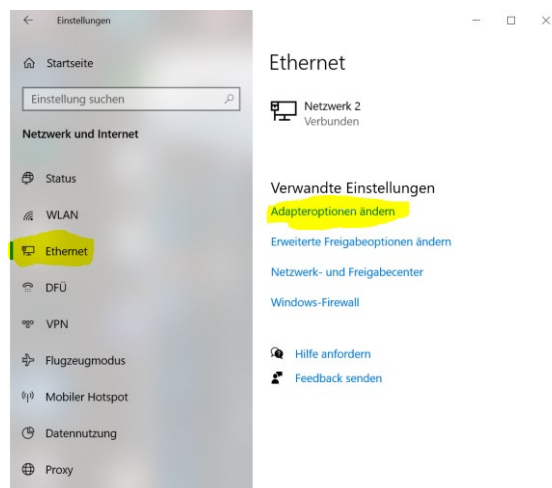 Einstellungen
Startseite
Einstellung suchen
Netzwerk und Internet
Status
WLAN
Ethernet
DFÜ
VPN
Flugzeugmodus
Mobiler Hotspot
Datennutzung
Proxy
Ethernet
Netzwerk 2
Verbunden
Verwandte Einstellungen
Adapteroptionen ändern
Erweiterte Freigabeoptionen ändern
Netzwerk- und Freigabecenter
Windows-Firewall
Hilfe anfordern
Feedback senden